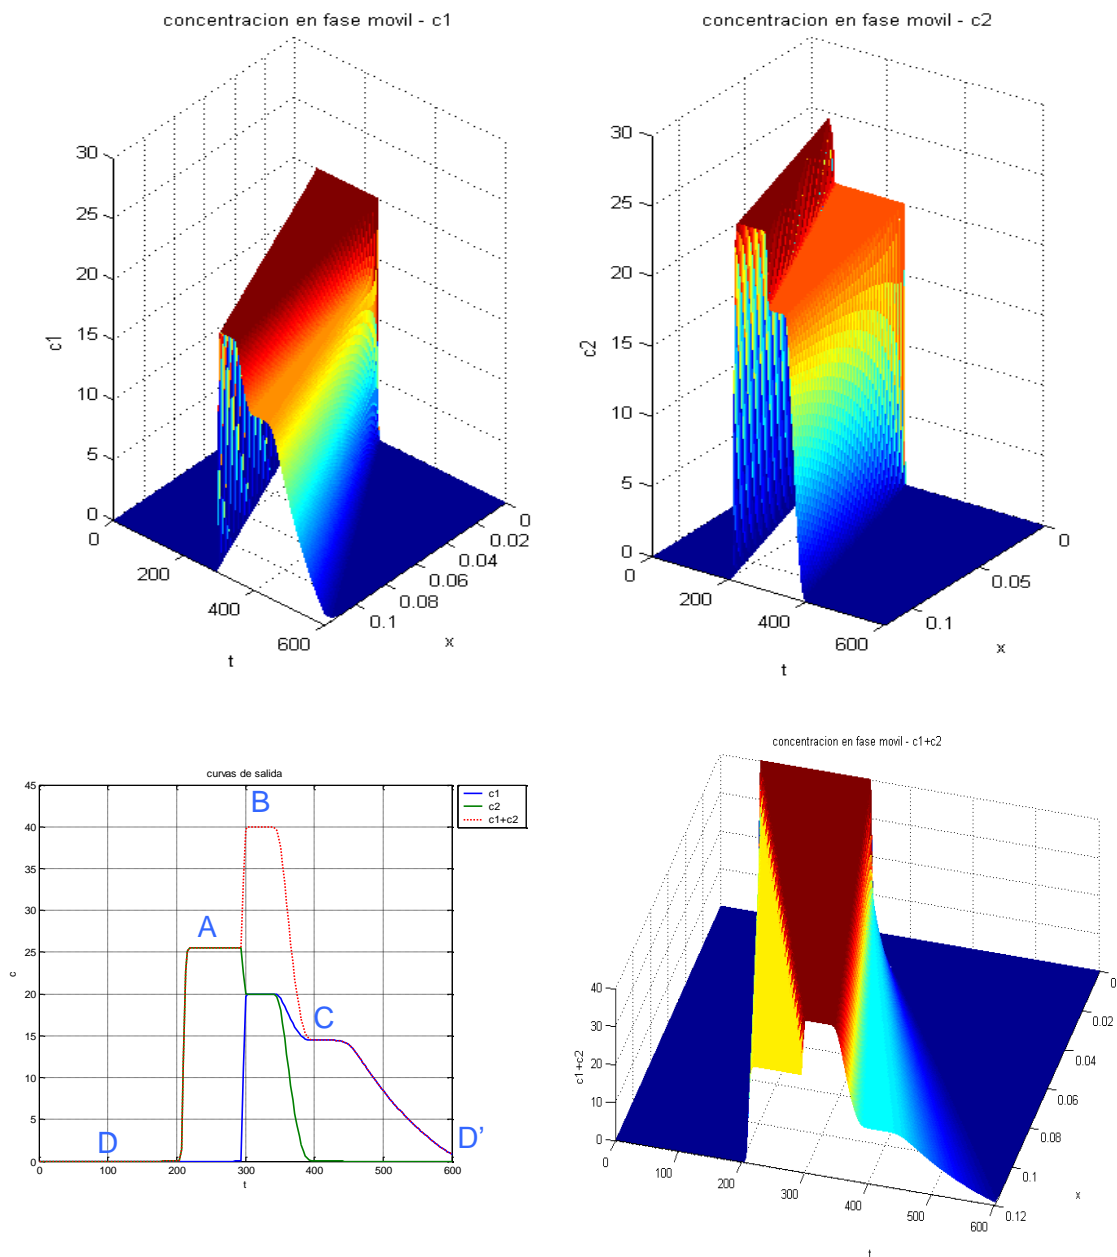 concentracion en fase movil - c1
30
25
20
15
10
5
0
c1
0
200
400
600
t
0
0.02
0.04
0.06
0.08
0.1
x
concentracion en fase movil - c2
30
25
20
15
10
5
0
c2
0
200
400
600
t
0
0.05
0.1
x
curvas de salida
45
40
35
30
25
20
15
10
5
0
c
0
100
200
300
400
500
600
t
c1
c2
c1+c2
A
B
C
D
D'
concentracion en fase movil - c1+c2
40
30
20
10
0
c1+c2
0
100
200
300
400
500
600
t
0
0.02
0.04
0.06
0.08
0.1
0.12
x